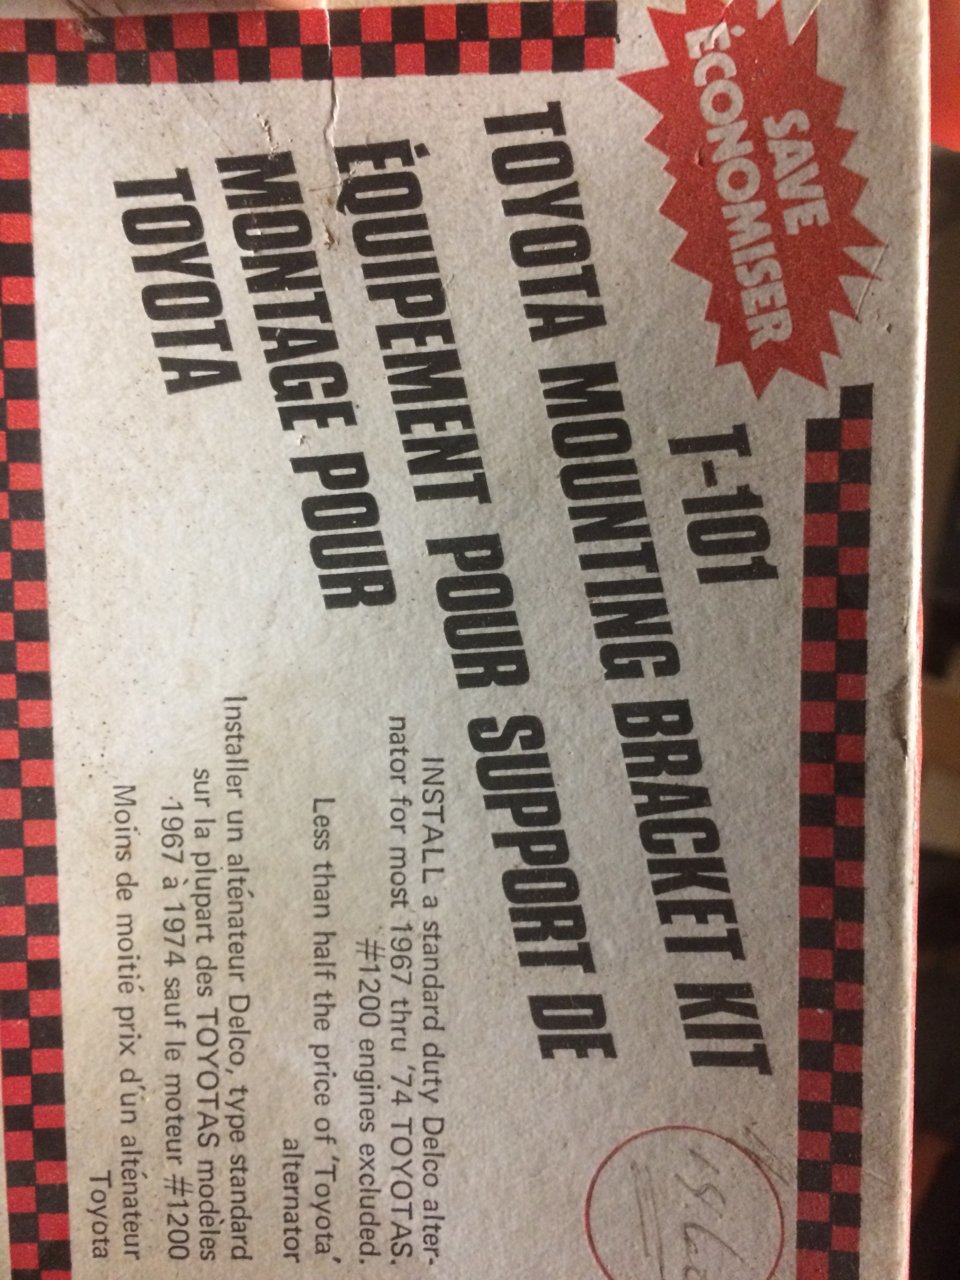 SAVE
ÉCONOMISER
T-101
TOYOTA MOUNTING BRACKET KIT
ÉQUIPEMENT POUR SUPPORT DE
MONTAGE POUR
TOYOTA
INSTALL a standard duty Delco alter-
nator for most 1967 thru '74 TOYOTAS.
#1200 engines excluded.
Less than half the price of 'Toyota'
alternator
Installer un alténateur Delco, type standard
sur la plupart des TOYOTAS modèles
1967 à 1974 sauf le moteur #1200
Moins de moitié prix d'un alténateur
Toyota